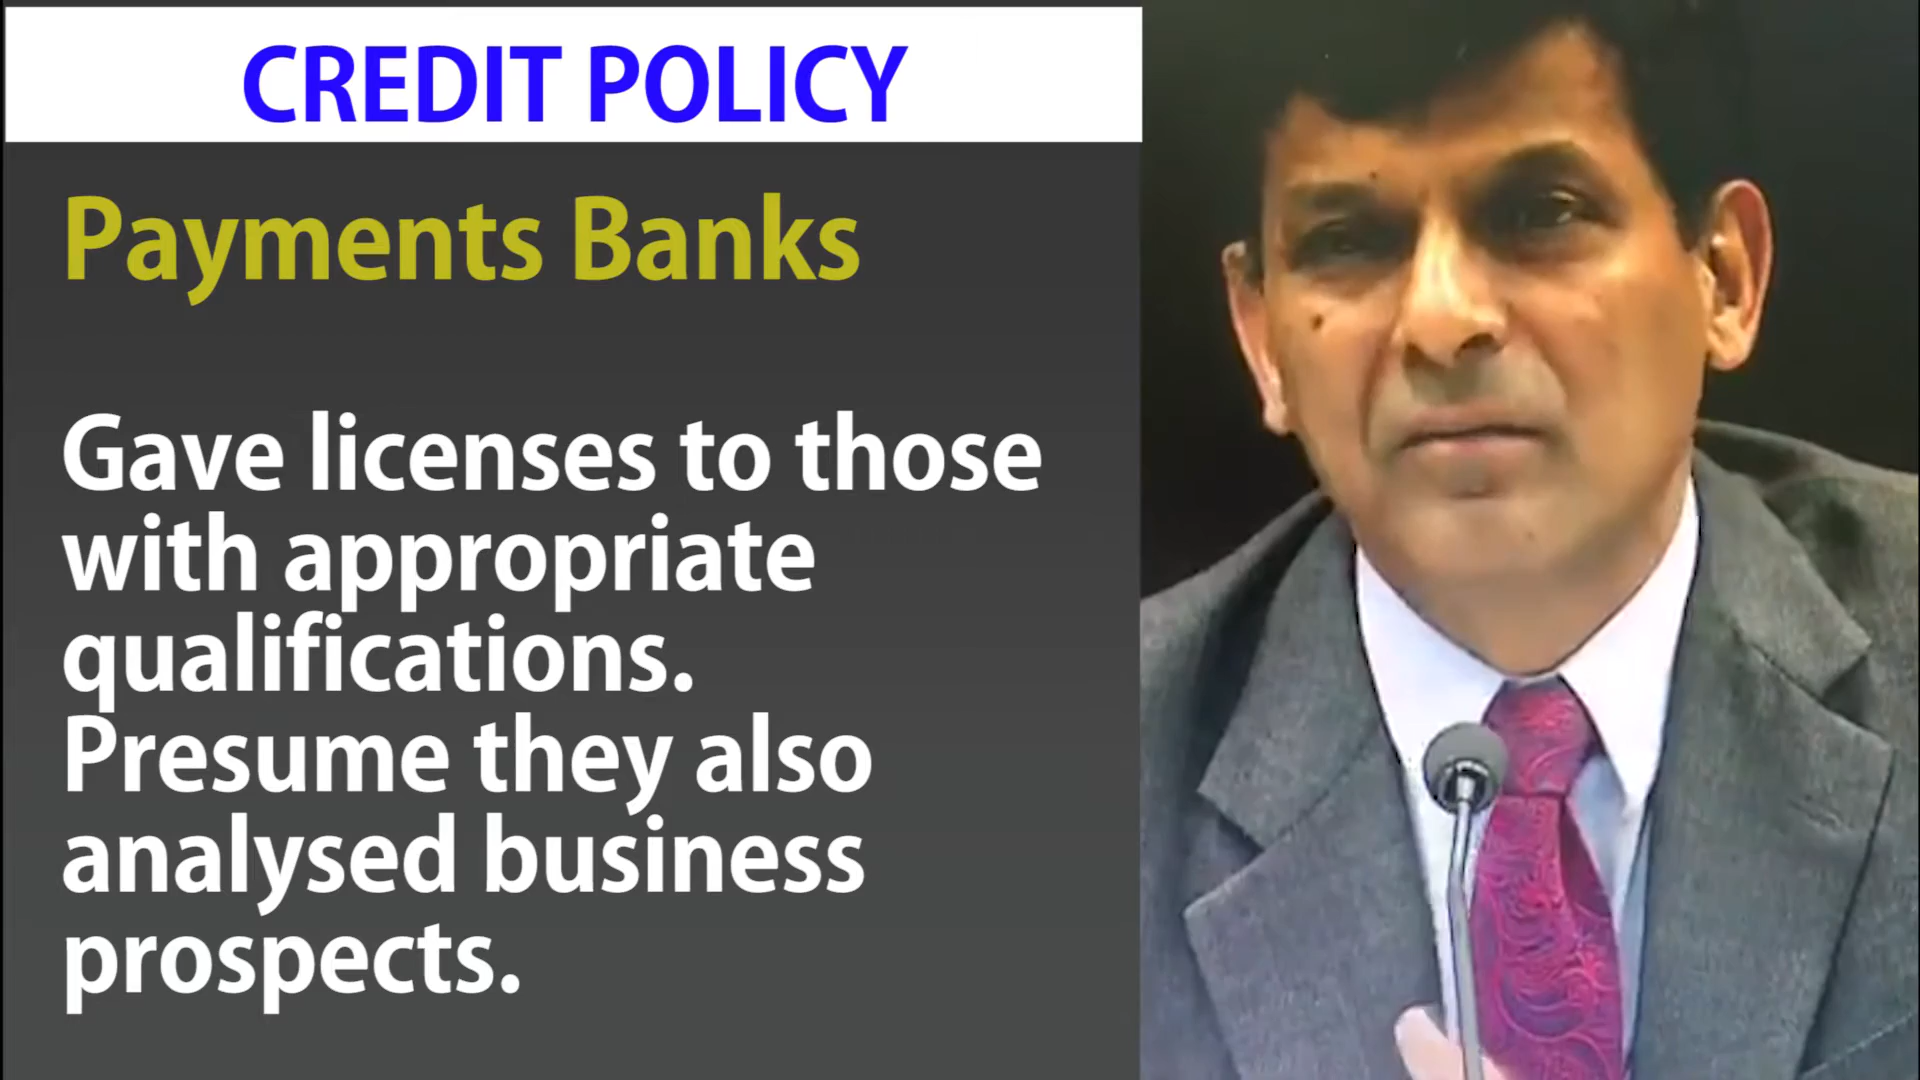 CREDIT POLICY
Payments Banks
Gave licenses to those
with appropriate
qualifications.
Presume they also
analysed business
prospects.